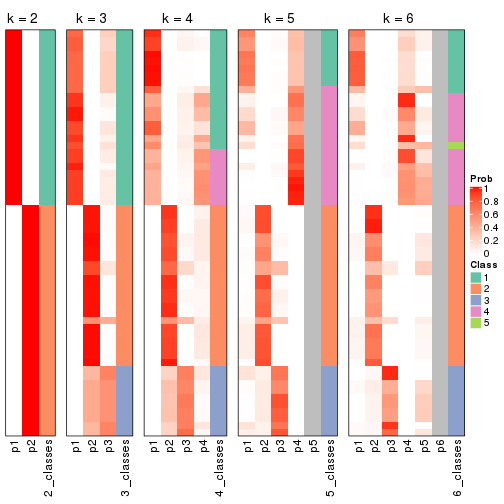 k = 2
k = 3
k = 4
k = 5
k = 6
Prob
1
0.8
0.6
0.4
0.2
0
Class
1
2
3
4
5
p1
p2
2_classes
p1
p2
p3
3_classes
p1
p2
p3
p4
4_classes
p1
p2
p3
p4
p5
5_classes
p1
p2
p3
p4
p5
p6
6_classes